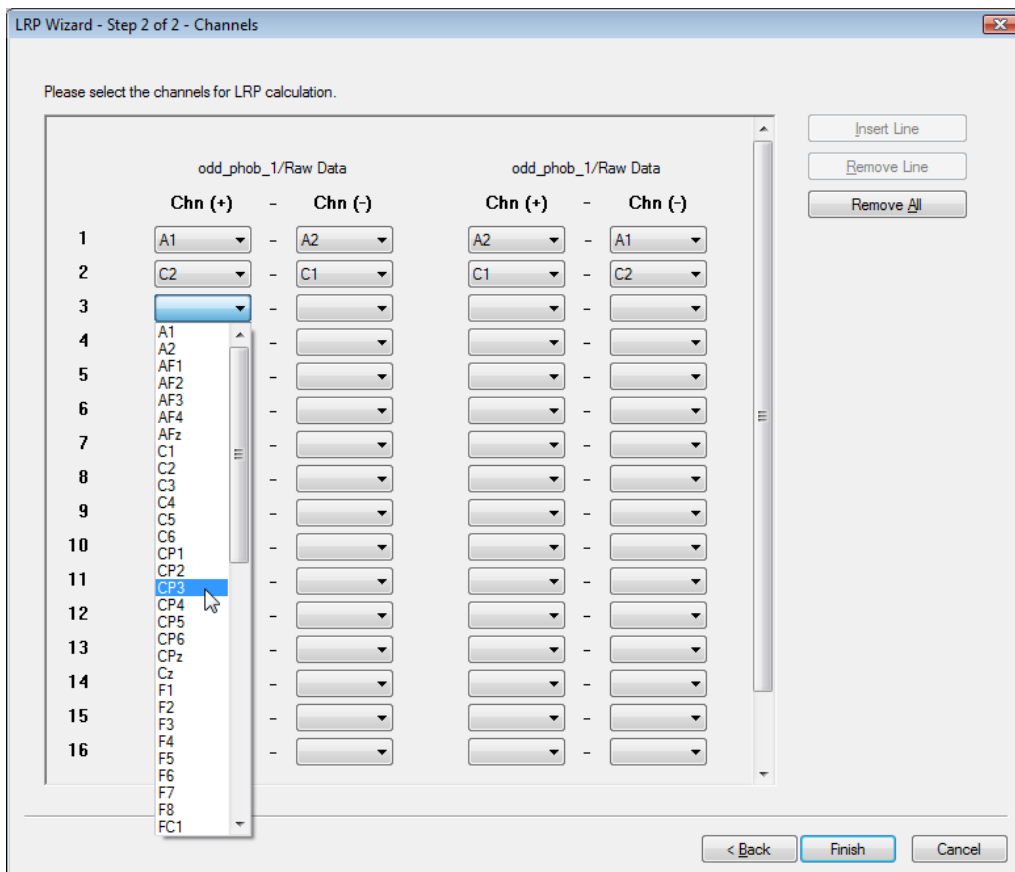 LRP Wizard - Step 2 of 2 - Channels
Please select the channels for LRP calculation.
Insert Line
Remove Line
Remove All
odd_phob_1/Raw Data odd_phob_1/Raw Data
Chn (+) - Chn (-) Chn (+) - Chn (-)
1 A1 - A2 A2 - A1
2 C2 - C1 C1 - C2
3 - -
4 - -
5 - -
6 - -
7 - -
8 - -
9 - -
10 - -
11 - -
12 - -
13 - -
14 - -
15 - -
16 - -
A1
A2
AF1
AF2
AF3
AF4
AFz
C1
C2
C3
C4
C5
C6
CP1
CP2
CP3
CP4
CP5
CP6
CPz
Cz
F1
F2
F3
F4
F5
F6
F7
F8
FC1
< Back Finish Cancel